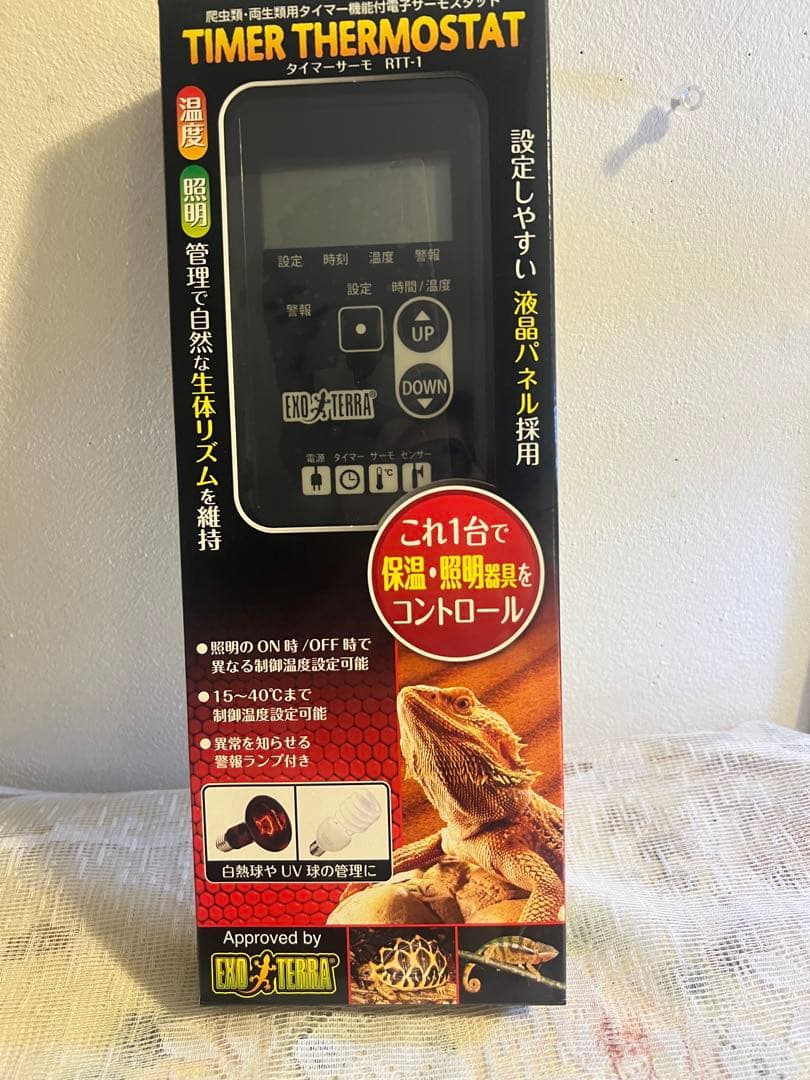 爬虫類・両生類用タイマー機能付電子サーモスタット
TIMER THERMOSTAT
タイマーサーモ RTT-1
温度
照明
管理で自然な生体リズムを維持
設定しやすい液晶パネル採用
設定 時刻 温度 警報
設定 時間/温度
警報
UP
DOWN
EXO TERRA®
電源 タイマー サーモ センサー
℃
これ1台で
保温・照明器具を
コントロール
●照明のON時/OFF時で
異なる制御温度設定可能
●15～40℃まで
制御温度設定可能
●異常を知らせる
警報ランプ付き
白熱球やUV球の管理に
Approved by
EXO TERRA®